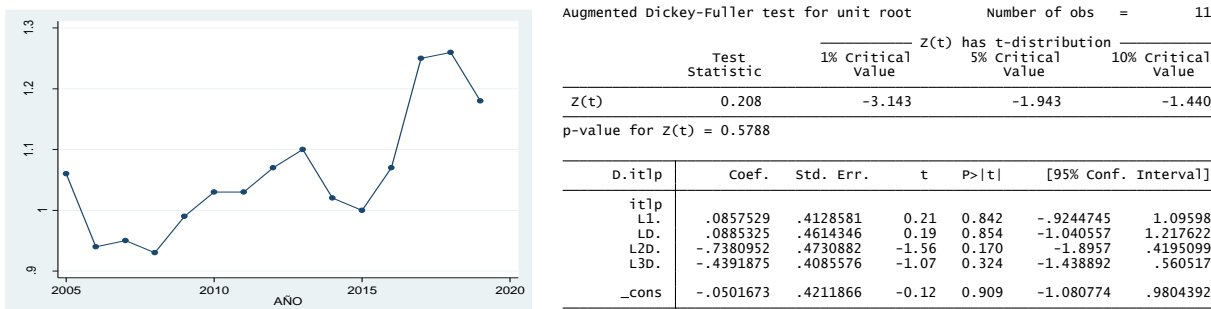 1.3
1.2
1.1
1
.9
2005 2010 2015 2020
AÑO
Augmented Dickey-Fuller test for unit root Number of obs = 11
Z(t) has t-distribution
Test 1% Critical 5% Critical 10% Critical
Statistic Value Value Value
Z(t) 0.208 -3.143 -1.943 -1.440
p-value for Z(t) = 0.5788
D.itlp Coef. Std. Err. t P>|t| [95% Conf. Interval]
itlp
L1. .0857529 .4128581 0.21 0.842 -.9244745 1.09598
LD. .0885325 .4614346 0.19 0.854 -1.040557 1.217622
L2D. -.7380952 .4730882 -1.56 0.170 -1.8957 .4195099
L3D. -.4391875 .4085576 -1.07 0.324 -1.438892 .560517
_cons -.0501673 .4211866 -0.12 0.909 -1.080774 .9804392